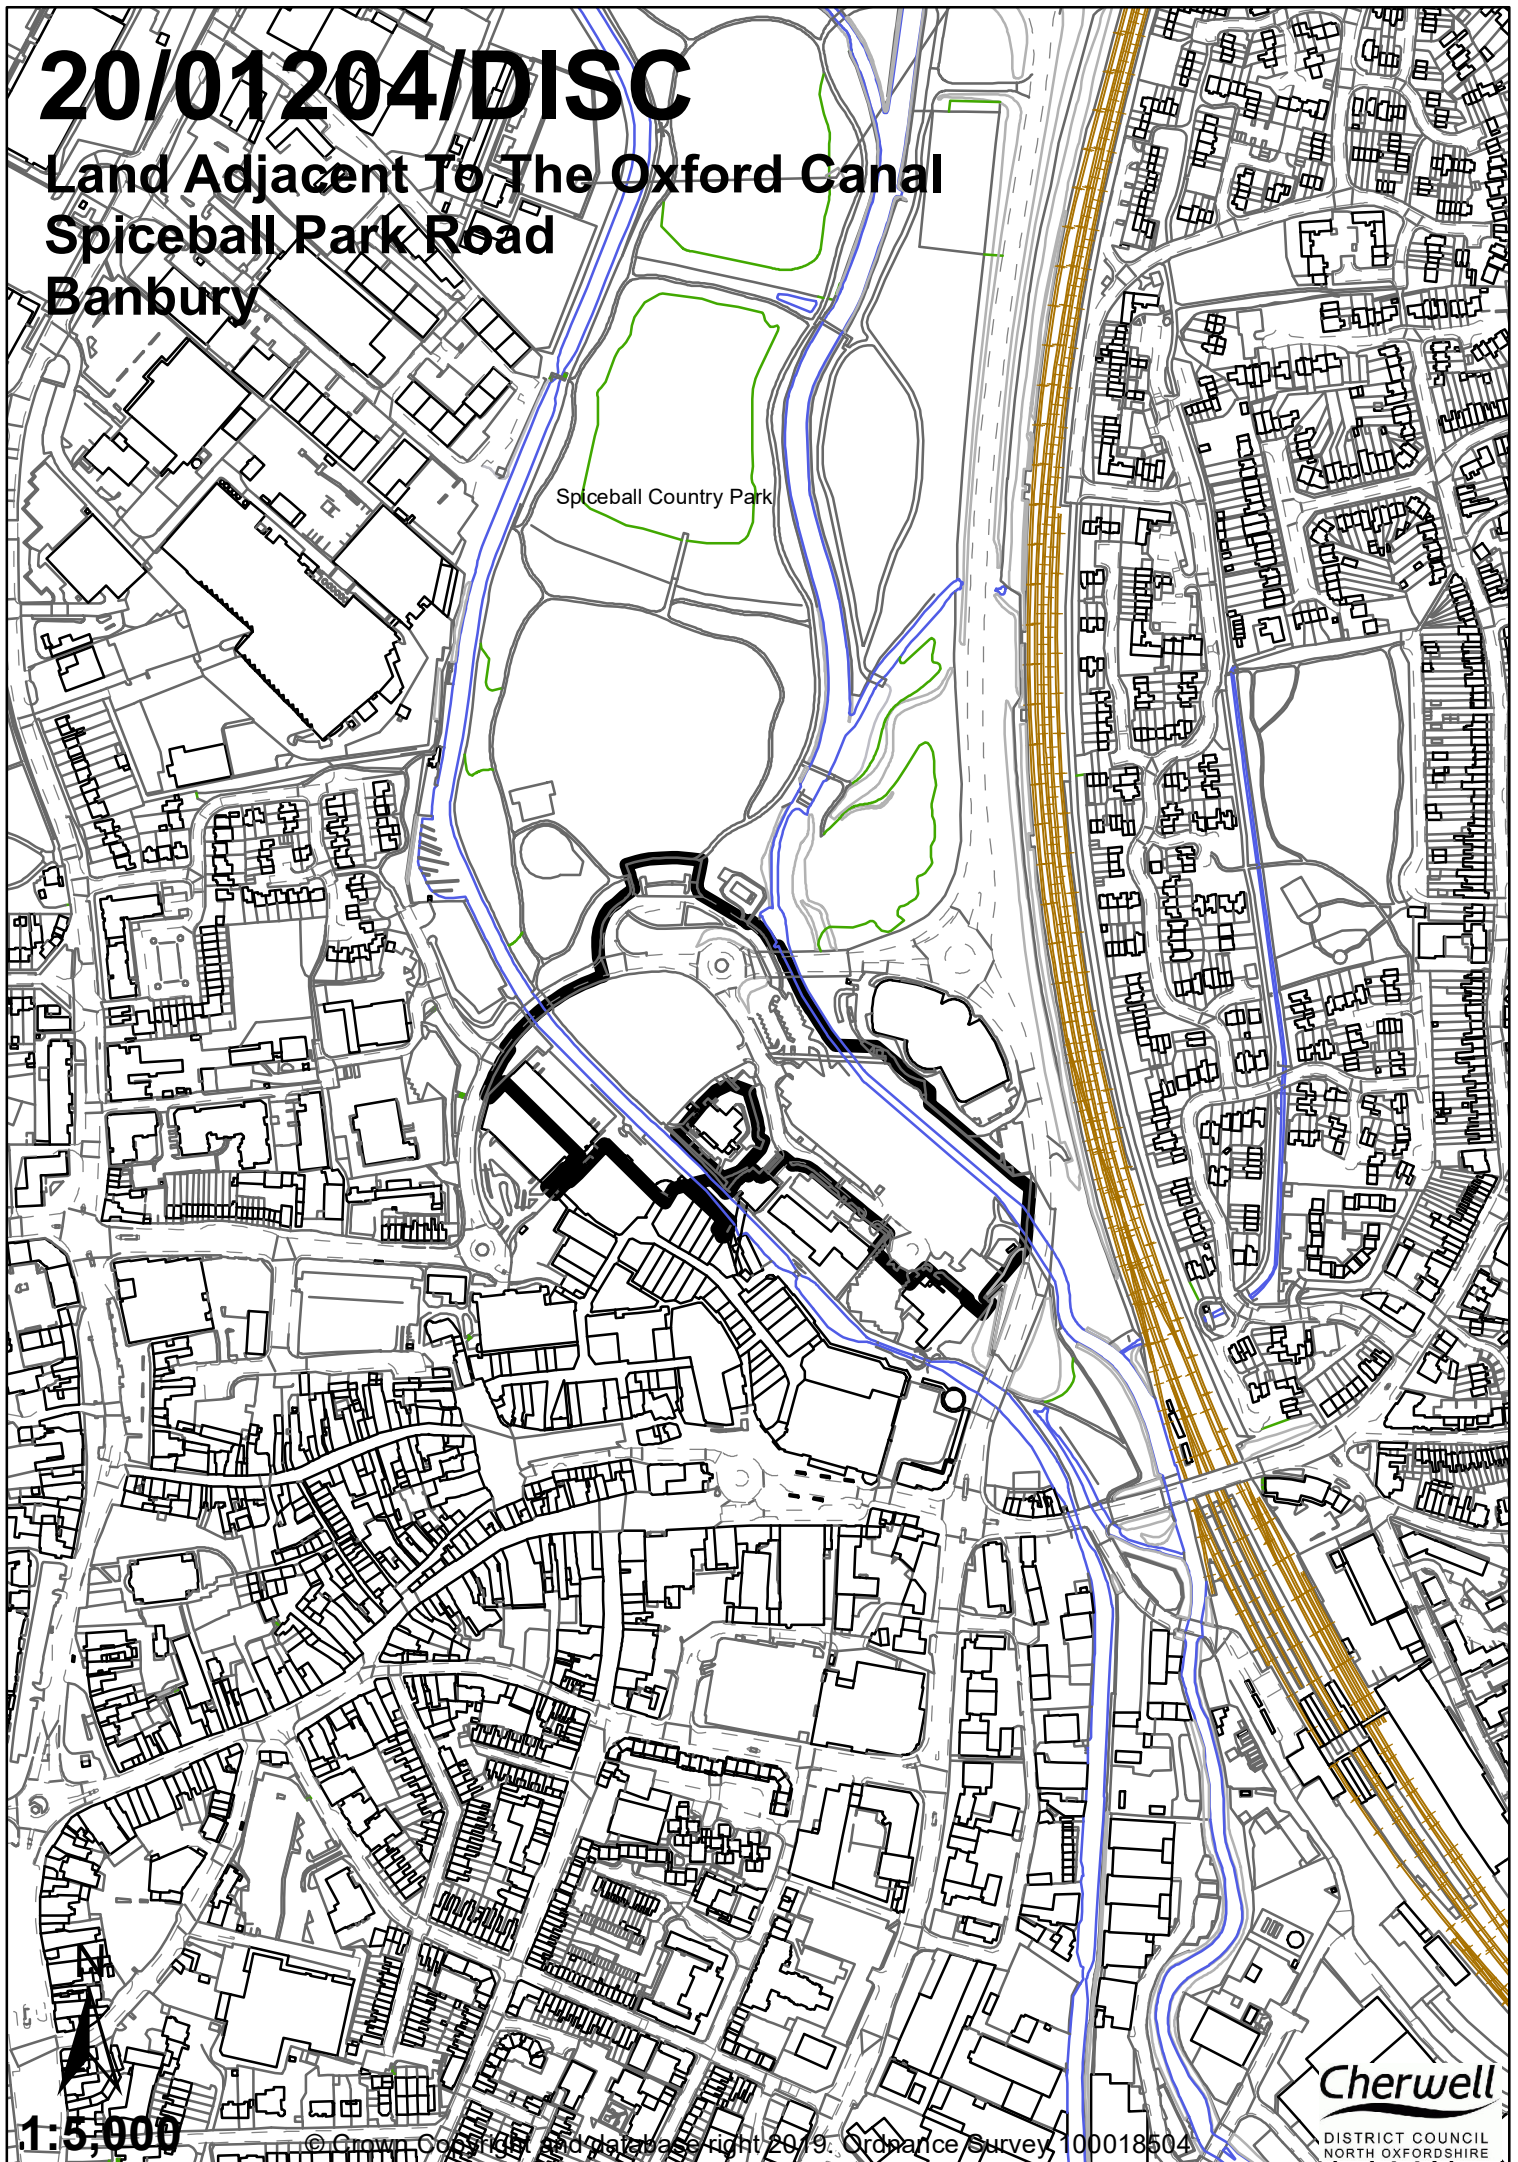 20/01204/DISC
Land Adjacent To The Oxford Canal
Spiceball Park Road
Banbury
Spiceball Country Park
N
1:5,000
© Crown Copyright and database right 2019. Ordnance Survey 100018504
Cherwell
DISTRICT COUNCIL
NORTH OXFORDSHIRE